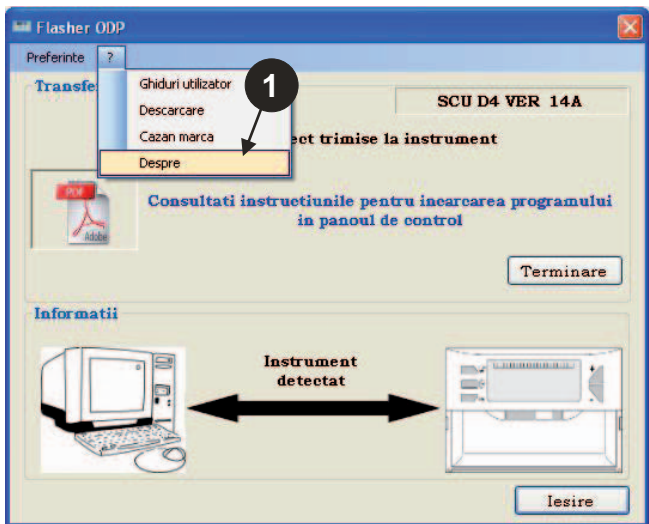 Flasher ODP
Preferinte ?
Ghiduri utilizator
Descarcare
Cazan marca
Despre
1
SCU D4 VER 14A
ect trimise la instrument
PDF
Adobe
Consultati instructiunile pentru incarcarea programului
in panoul de control
Terminare
Informatii
Instrument
detectat
Iesire